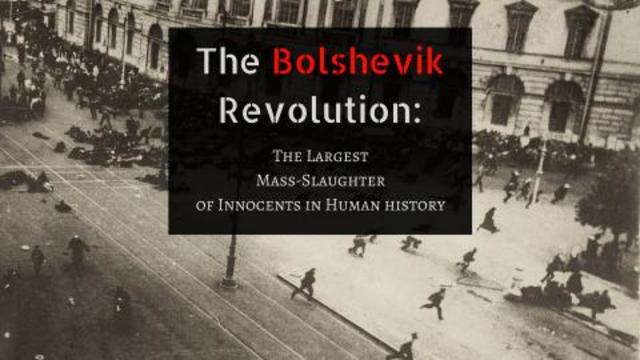 The Bolshevik
Revolution:
The Largest
Mass-Slaughter
of Innocents in Human history